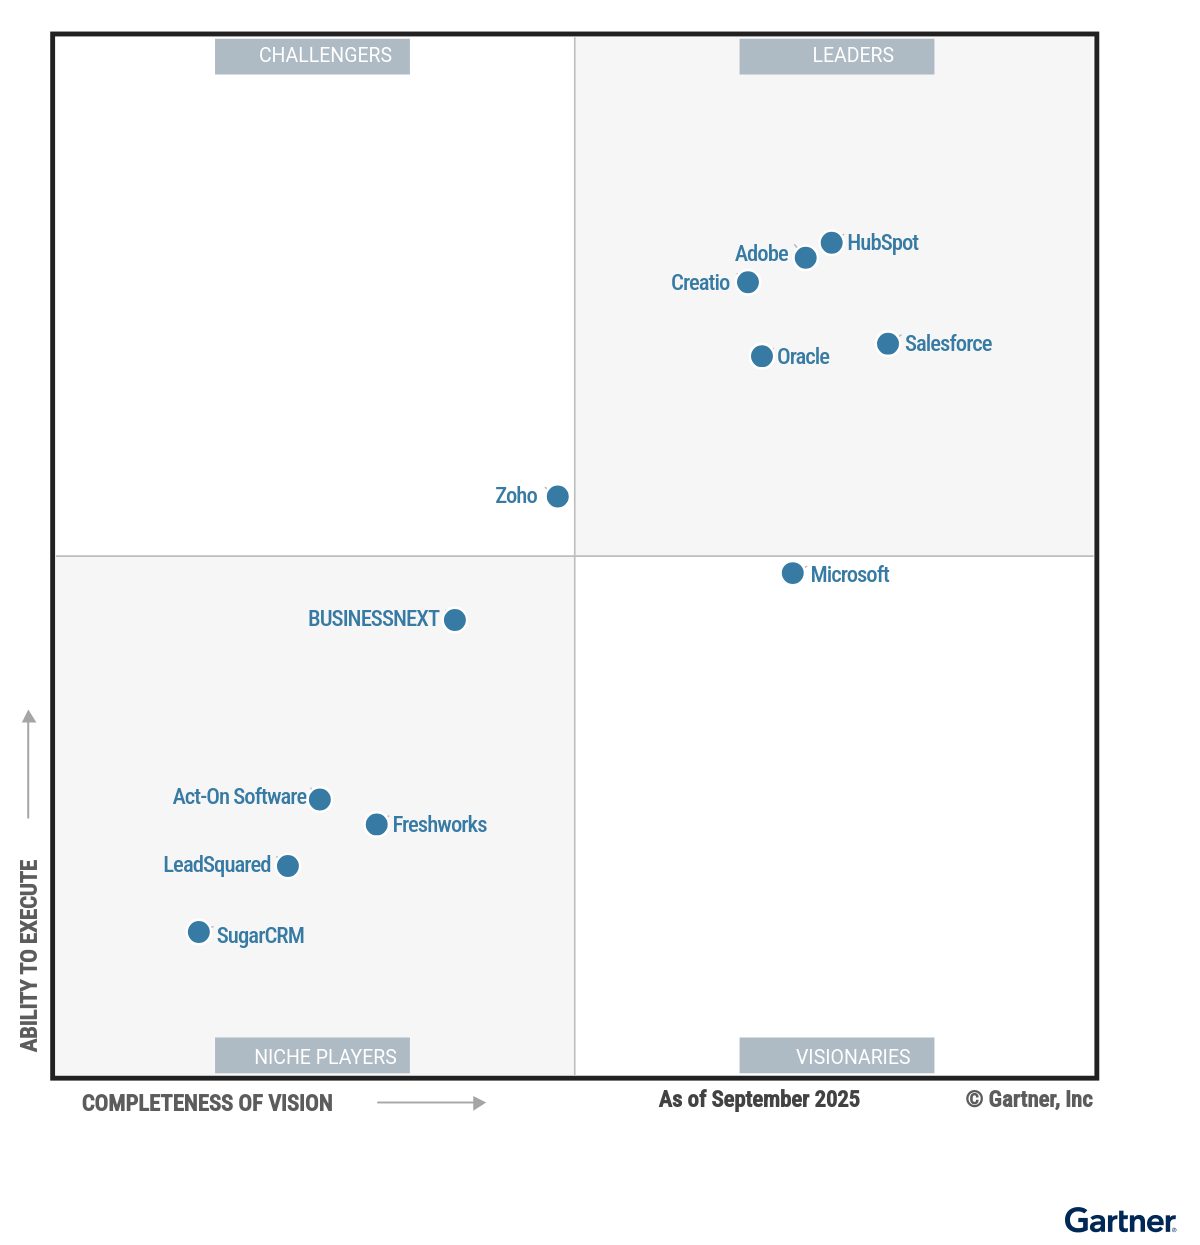 CHALLENGERS
LEADERS
HubSpot
Adobe
Creatio
Salesforce
Oracle
Zoho
Microsoft
BUSINESSNEXT
Act-On Software
Freshworks
LeadSquared
SugarCRM
ABILITY TO EXECUTE
NICHE PLAYERS
VISIONARIES
COMPLETENESS OF VISION
As of September 2025
© Gartner, Inc
Gartner®